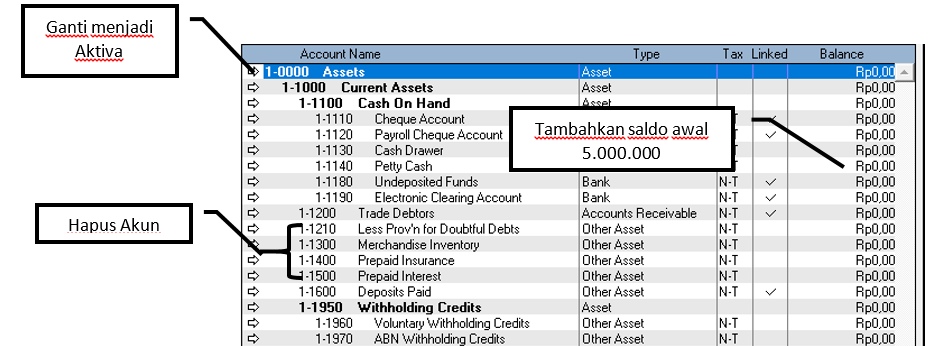 Ganti menjadi
Aktiva
Account Name Type Tax Linked Balance
1-0000 Assets Asset Rp0,00
1-1000 Current Assets Asset Rp0,00
1-1100 Cash On Hand Asset Rp0,00
1-1110 Cheque Account Rp0,00
1-1120 Payroll Cheque Account Rp0,00
1-1130 Cash Drawer Rp0,00
1-1140 Petty Cash Rp0,00
Tambahkan saldo awal
5.000.000
1-1180 Undeposited Funds Bank N-T Rp0,00
1-1190 Electronic Clearing Account Bank N-T Rp0,00
1-1200 Trade Debtors Accounts Receivable N-T Rp0,00
Hapus Akun
1-1210 Less Prov'n for Doubtful Debts Other Asset N-T Rp0,00
1-1300 Merchandise Inventory Other Asset N-T Rp0,00
1-1400 Prepaid Insurance Other Asset N-T Rp0,00
1-1500 Prepaid Interest Other Asset N-T Rp0,00
1-1600 Deposits Paid Other Asset N-T Rp0,00
1-1950 Withholding Credits Asset Rp0,00
1-1960 Voluntary Withholding Credits Other Asset N-T Rp0,00
1-1970 ABN Withholding Credits Other Asset N-T Rp0,00